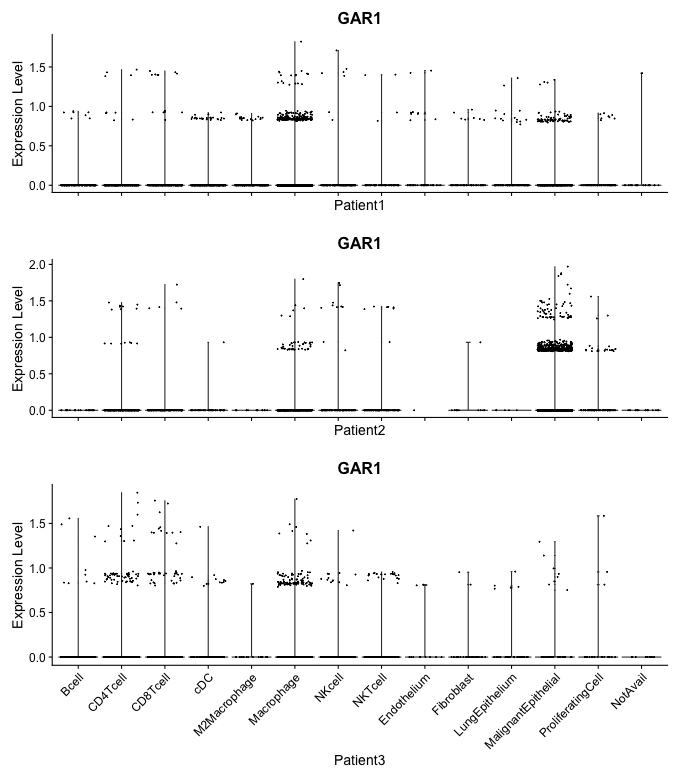 GAR1
Expression Level
1.5
1.0
0.5
0.0
Patient1
GAR1
Expression Level
2.0
1.5
1.0
0.5
0.0
Patient2
GAR1
Expression Level
1.5
1.0
0.5
0.0
Bcell
CD4Tcell
CD8Tcell
cDC
M2Macrophage
Macrophage
NKcell
NKTcell
Endothelium
Fibroblast
LungEpithelium
MalignantEpithelial
ProliferatingCell
NotAvail
Patient3